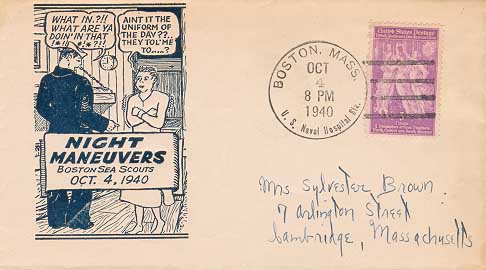 WHAT IN.?!!
WHAT ARE YA
DOIN' IN THAT
!*!! *!*?!!
AINT IT THE
UNIFORM OF
THE DAY??..
THEY TOL' ME
TO.....?
NIGHT
MANEUVERS
BOSTON SEA SCOUTS
OCT. 4, 1940
BOSTON, MASS.
OCT
4
8 PM
1940
U. S. Naval Hospital Sta.
United States Postage
Mrs. Sylvester Brown
7 Arlington Street
Cambridge, Massachusetts